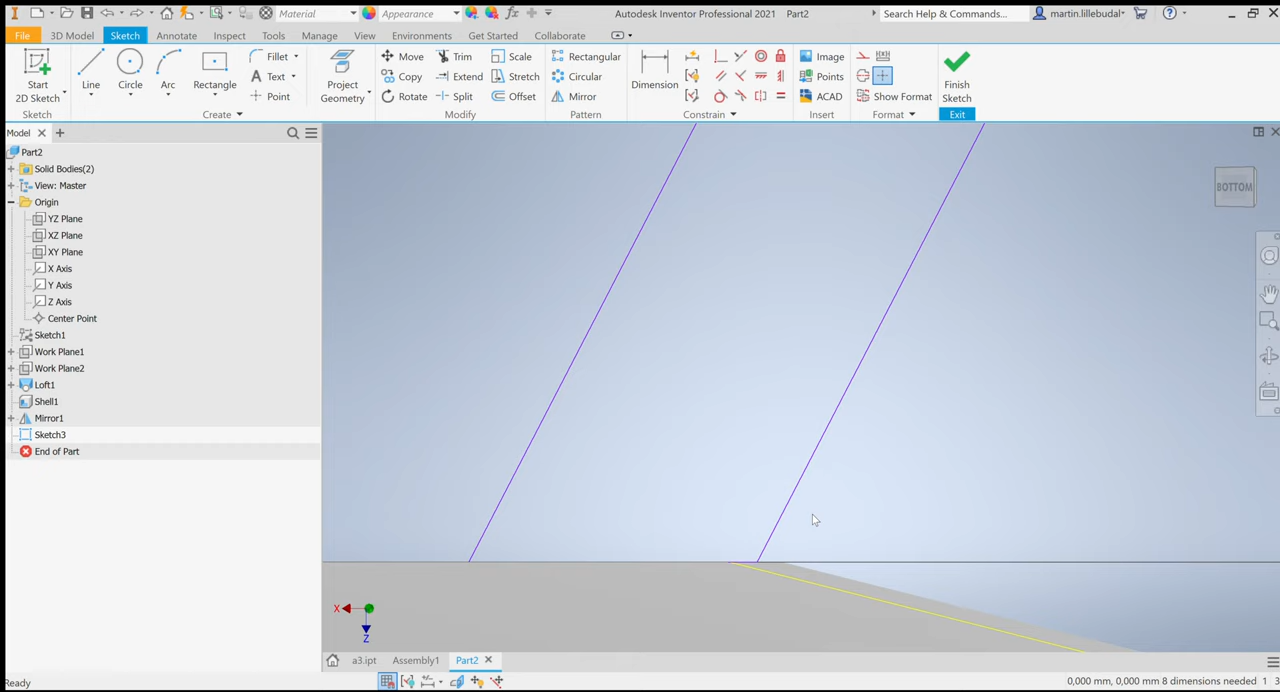 Material
Appearance
Autodesk Inventor Professional 2021 Part2
Search Help & Commands...
martin.lillebudal
File
3D Model
Sketch
Annotate
Inspect
Tools
Manage
View
Environments
Get Started
Collaborate
Start
2D Sketch
Line
Circle
Arc
Rectangle
Fillet
Text
Point
Project
Geometry
Move
Trim
Scale
Copy
Extend
Stretch
Rotate
Split
Offset
Rectangular
Circular
Mirror
Dimension
Image
Points
ACAD
Show Format
Finish
Sketch
Sketch
Create
Modify
Pattern
Constrain
Insert
Format
Exit
Model
Part2
Solid Bodies(2)
View: Master
Origin
YZ Plane
XZ Plane
XY Plane
X Axis
Y Axis
Z Axis
Center Point
Sketch1
Work Plane1
Work Plane2
Loft1
Shell1
Mirror1
Sketch3
End of Part
BOTTOM
X
Z
a3.ipt
Assembly1
Part2
Ready
0,000 mm, 0,000 mm 8 dimensions needed 1 3